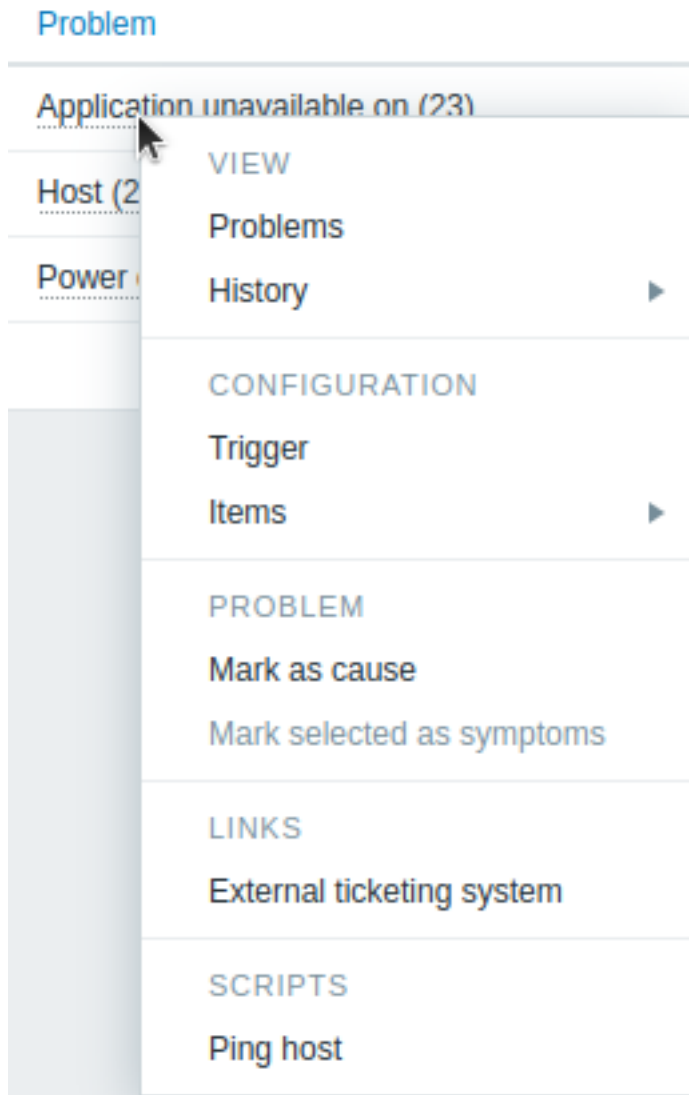 Problem
Application unavailable on (23)
Host (2
Power
VIEW
Problems
History
CONFIGURATION
Trigger
Items
PROBLEM
Mark as cause
Mark selected as symptoms
LINKS
External ticketing system
SCRIPTS
Ping host